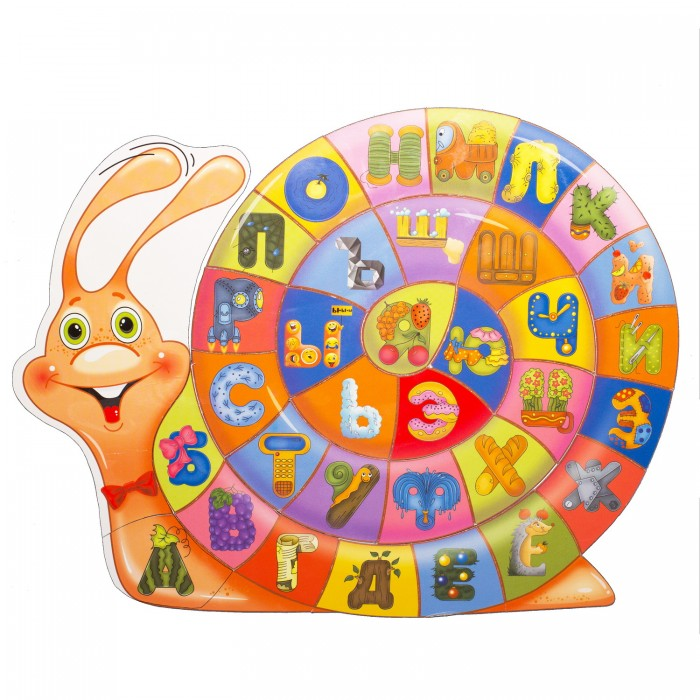 А Б В Г Д Е Ё Ж З И Й К Л М Н О П Р С Т У Ф Х Ц Ч Ш Щ Ъ Ы Ь Э Ю Я